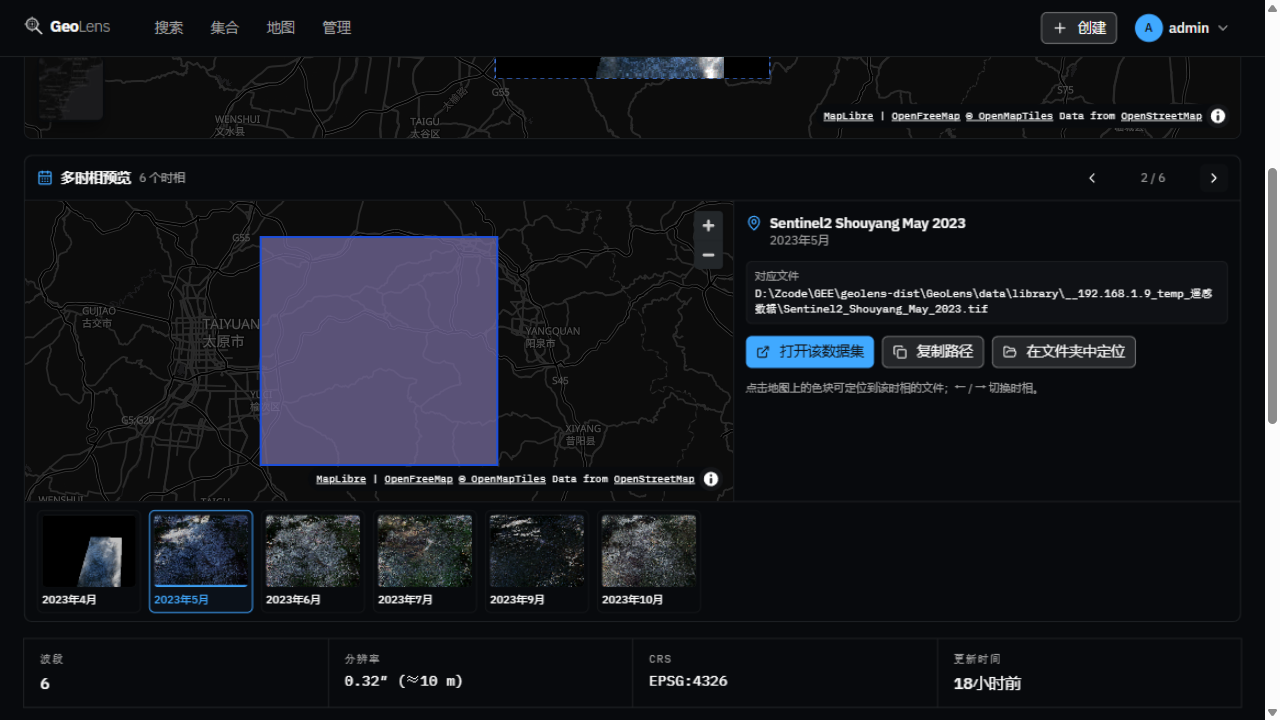 GeoLens
搜索
集合
地图
管理
+ 创建
A admin
G55
大禄路
S75
WENSHUI
文水县
TAIGU
太谷区
MapLibre | OpenFreeMap © OpenMapTiles Data from OpenStreetMap
多时相预览 6 个时相
2 / 6
G55
GUJIAO
古交市
TAIYUAN
太原市
YANGQUAN
阳泉市
S45
YUCI
榆次区
G5;G20
XIYANG
昔阳县
WENSHUI
TAIGU
MapLibre | OpenFreeMap © OpenMapTiles Data from OpenStreetMap
Sentinel2 Shouyang May 2023
2023年5月
对应文件
D:\Zcode\GEE\geolens-dist\GeoLens\data\library\__192.168.1.9_temp_遥感
数据\Sentinel2_Shouyang_May_2023.tif
打开该数据集
复制路径
在文件夹中定位
点击地图上的色块可定位到该时相的文件；← / → 切换时相。
2023年4月
2023年5月
2023年6月
2023年7月
2023年9月
2023年10月
波段
6
分辨率
0.32″ (≈10 m)
CRS
EPSG:4326
更新时间
18小时前